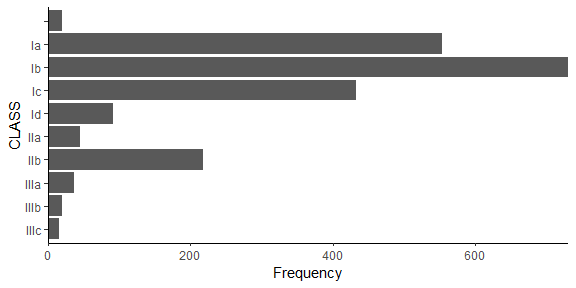 Ia
Ib
Ic
Id
IIa
IIb
IIIa
IIIb
IIIc
CLASS
0 200 400 600
Frequency